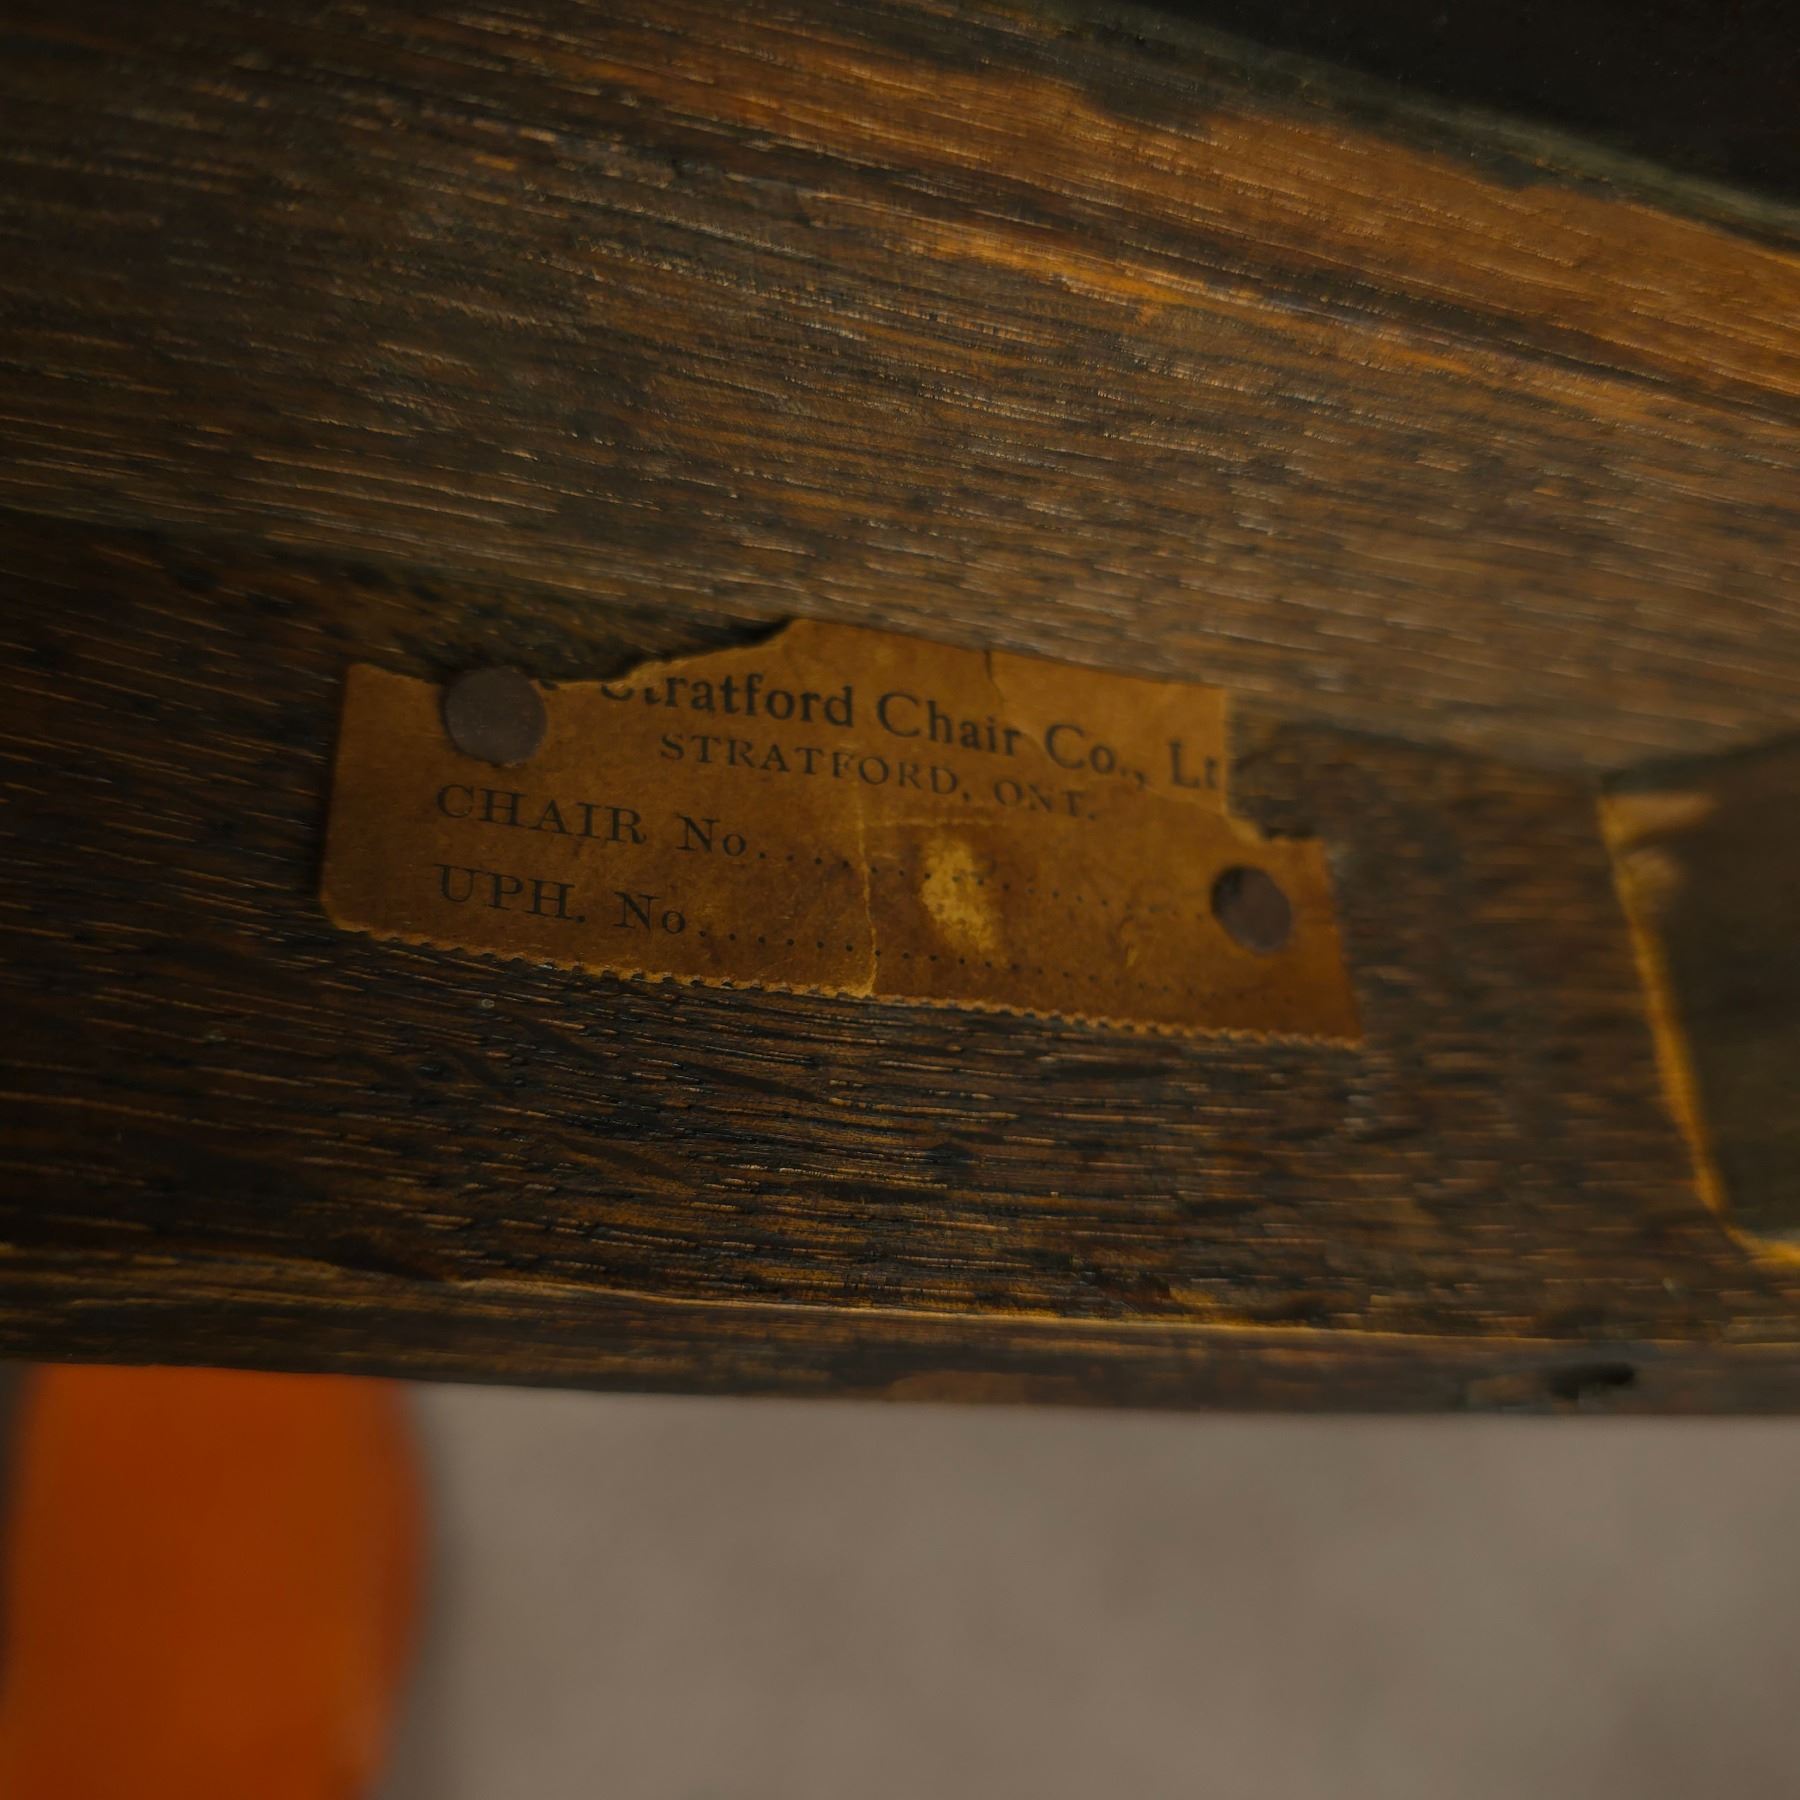 Stratford Chair Co., Lt
STRATFORD, ONT.
CHAIR No.
UPH. No.